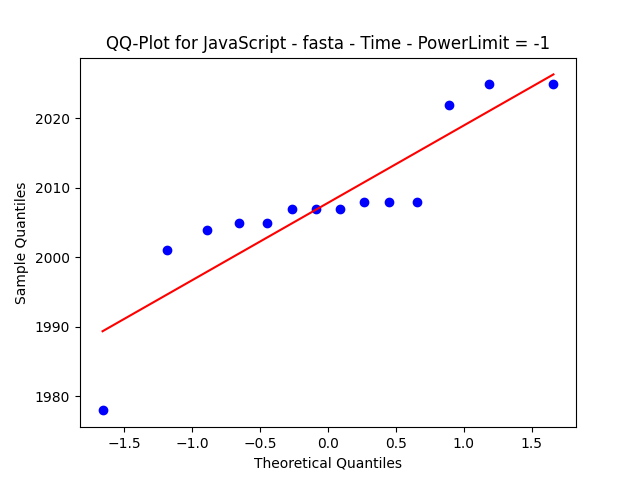 QQ-Plot for JavaScript - fasta - Time - PowerLimit = -1
2020
2010
2000
1990
1980
Sample Quantiles
−1.5 −1.0 −0.5 0.0 0.5 1.0 1.5
Theoretical Quantiles